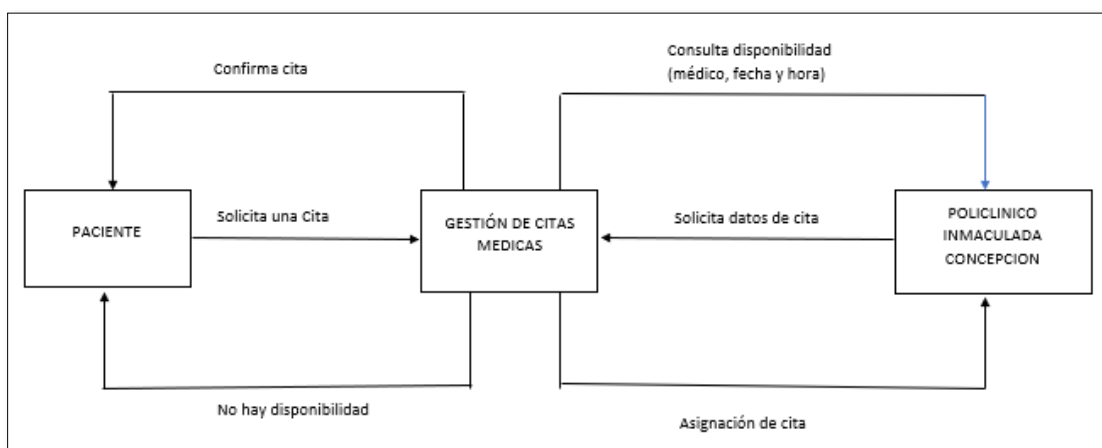 Confirma cita
Consulta disponibilidad
(médico, fecha y hora)
PACIENTE
Solicita una Cita
GESTIÓN DE CITAS
MEDICAS
Solicita datos de cita
POLICLINICO
INMACULADA
CONCEPCION
No hay disponibilidad
Asignación de cita